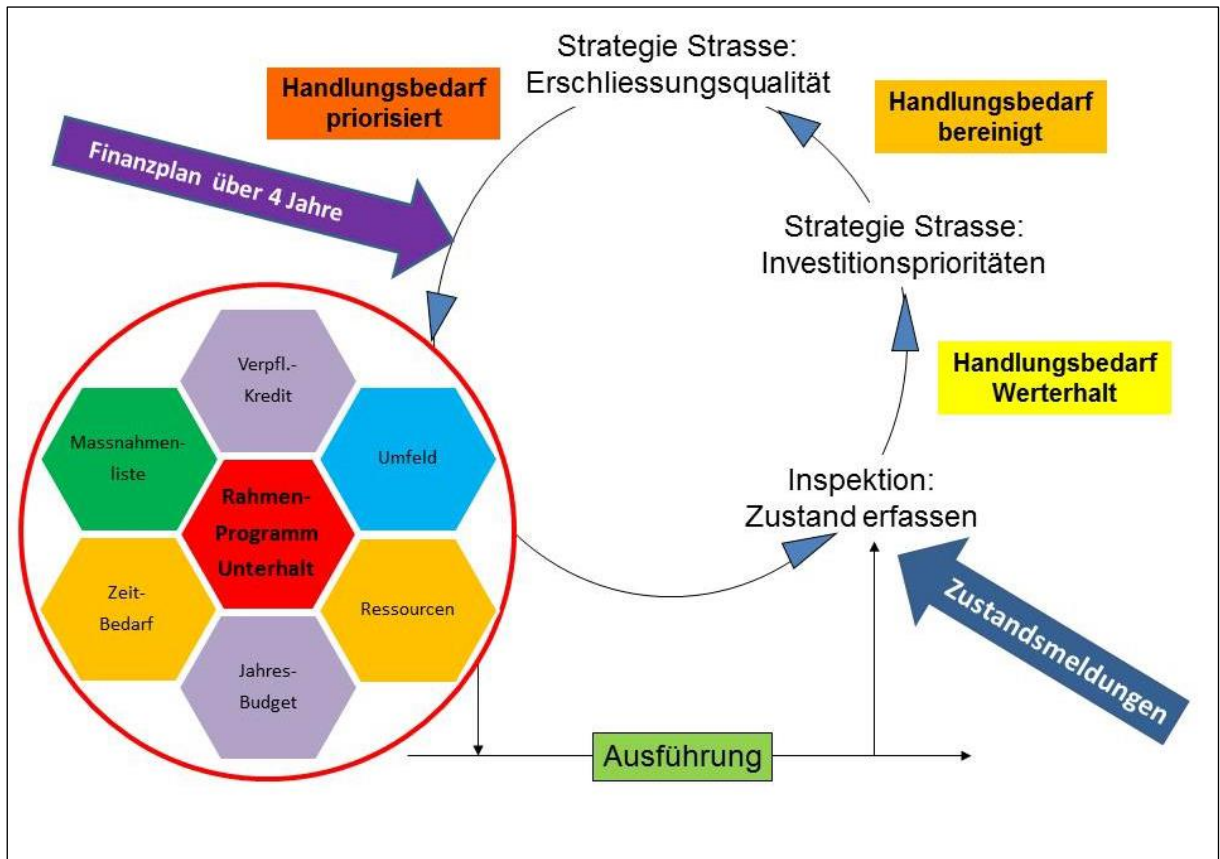 Strategie Strasse:
Erschliessungsqualität
Handlungsbedarf
priorisiert
Handlungsbedarf
bereinigt
Finanzplan über 4 Jahre
Strategie Strasse:
Investitionsprioritäten
Handlungsbedarf
Werterhalt
Inspektion:
Zustand erfassen
Zustandsmeldungen
Verpfl.-
Kredit
Massnahmen-
liste
Umfeld
Rahmen-
Programm
Unterhalt
Zeit-
Bedarf
Ressourcen
Jahres-
Budget
Ausführung